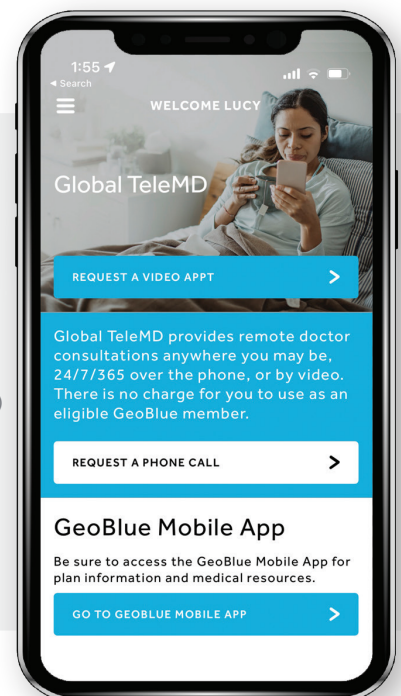 1:55
◄ Search
WELCOME LUCY
Global TeleMD
REQUEST A VIDEO APPT
Global TeleMD provides remote doctor
consultations anywhere you may be,
24/7/365 over the phone, or by video.
There is no charge for you to use as an
eligible GeoBlue member.
REQUEST A PHONE CALL
GeoBlue Mobile App
Be sure to access the GeoBlue Mobile App for
plan information and medical resources.
GO TO GEOBLUE MOBILE APP